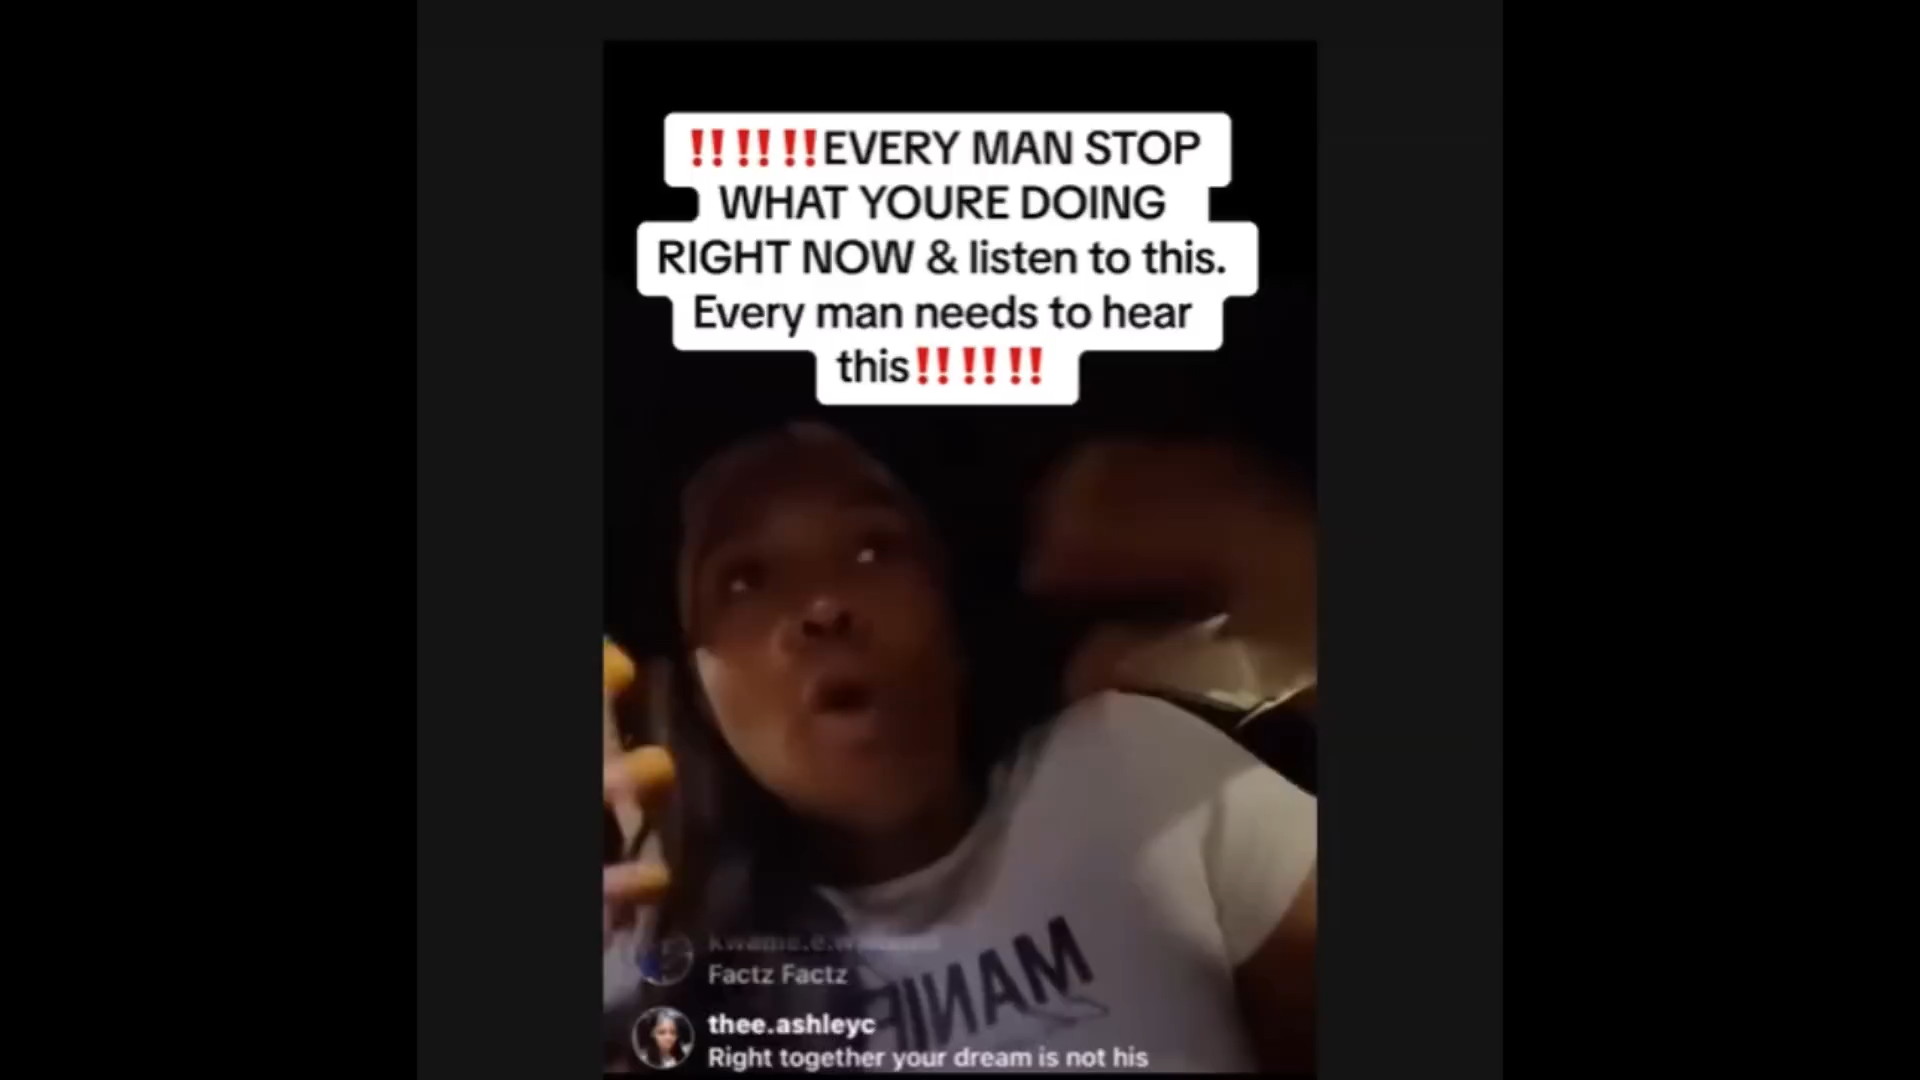 ‼️‼️‼️EVERY MAN STOP
WHAT YOURE DOING
RIGHT NOW & listen to this.
Every man needs to hear
this‼️‼️‼️
Factz Factz
MANIF
thee.ashleyc
Right together your dream is not his